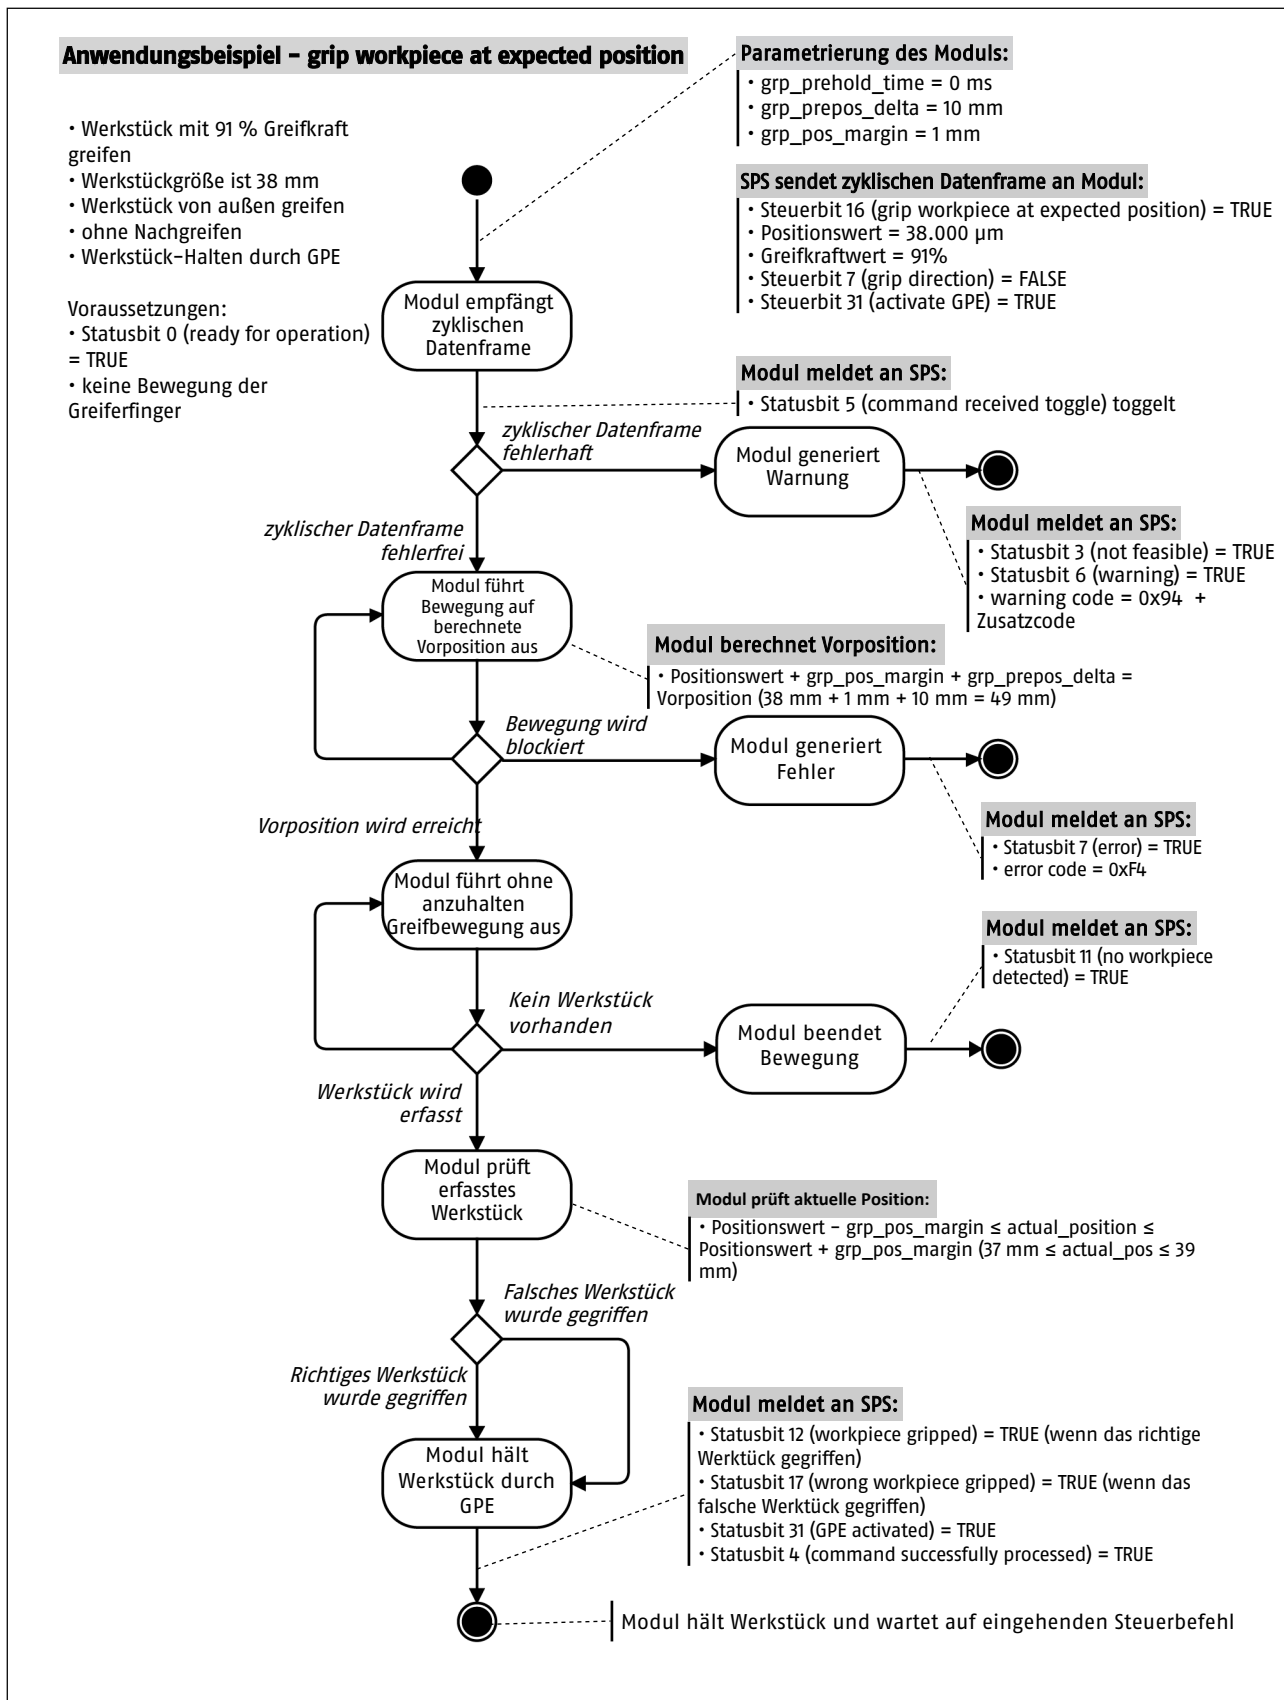 Anwendungsbeispiel – grip workpiece at expected position
• Werkstück mit 91 % Greifkraft
greifen
• Werkstückgröße ist 38 mm
• Werkstück von außen greifen
• ohne Nachgreifen
• Werkstück-Halten durch GPE
Voraussetzungen:
• Statusbit 0 (ready for operation)
= TRUE
• keine Bewegung der
Greiferfinger
Parametrierung des Moduls:
• grp_prehold_time = 0 ms
• grp_prepos_delta = 10 mm
• grp_pos_margin = 1 mm
SPS sendet zyklischen Datenframe an Modul:
• Steuerbit 16 (grip workpiece at expected position) = TRUE
• Positionswert = 38.000 µm
• Greifkraftwert = 91%
• Steuerbit 7 (grip direction) = FALSE
• Steuerbit 31 (activate GPE) = TRUE
Modul empfängt
zyklischen
Datenframe
Modul meldet an SPS:
• Statusbit 5 (command received toggle) toggelt
zyklischer Datenframe
fehlerhaft
Modul generiert
Warnung
Modul meldet an SPS:
• Statusbit 3 (not feasible) = TRUE
• Statusbit 6 (warning) = TRUE
• warning code = 0x94 +
Zusatzcode
zyklischer Datenframe
fehlerfrei
Modul führt
Bewegung auf
berechnete
Vorposition aus
Modul berechnet Vorposition:
• Positionswert + grp_pos_margin + grp_prepos_delta =
Vorposition (38 mm + 1 mm + 10 mm = 49 mm)
Bewegung wird
blockiert
Modul generiert
Fehler
Modul meldet an SPS:
• Statusbit 7 (error) = TRUE
• error code = 0xF4
Vorposition wird erreicht
Modul führt ohne
anzuhalten
Greifbewegung aus
Modul meldet an SPS:
• Statusbit 11 (no workpiece
detected) = TRUE
Kein Werkstück
vorhanden
Modul beendet
Bewegung
Werkstück wird
erfasst
Modul prüft
erfasstes
Werkstück
Modul prüft aktuelle Position:
• Positionswert – grp_pos_margin ≤ actual_position ≤
Positionswert + grp_pos_margin (37 mm ≤ actual_pos ≤ 39
mm)
Falsches Werkstück
wurde gegriffen
Richtiges Werkstück
wurde gegriffen
Modul hält
Werkstück durch
GPE
Modul meldet an SPS:
• Statusbit 12 (workpiece gripped) = TRUE (wenn das richtige
Werktück gegriffen)
• Statusbit 17 (wrong workpiece gripped) = TRUE (wenn das
falsche Werktück gegriffen)
• Statusbit 31 (GPE activated) = TRUE
• Statusbit 4 (command successfully processed) = TRUE
Modul hält Werkstück und wartet auf eingehenden Steuerbefehl